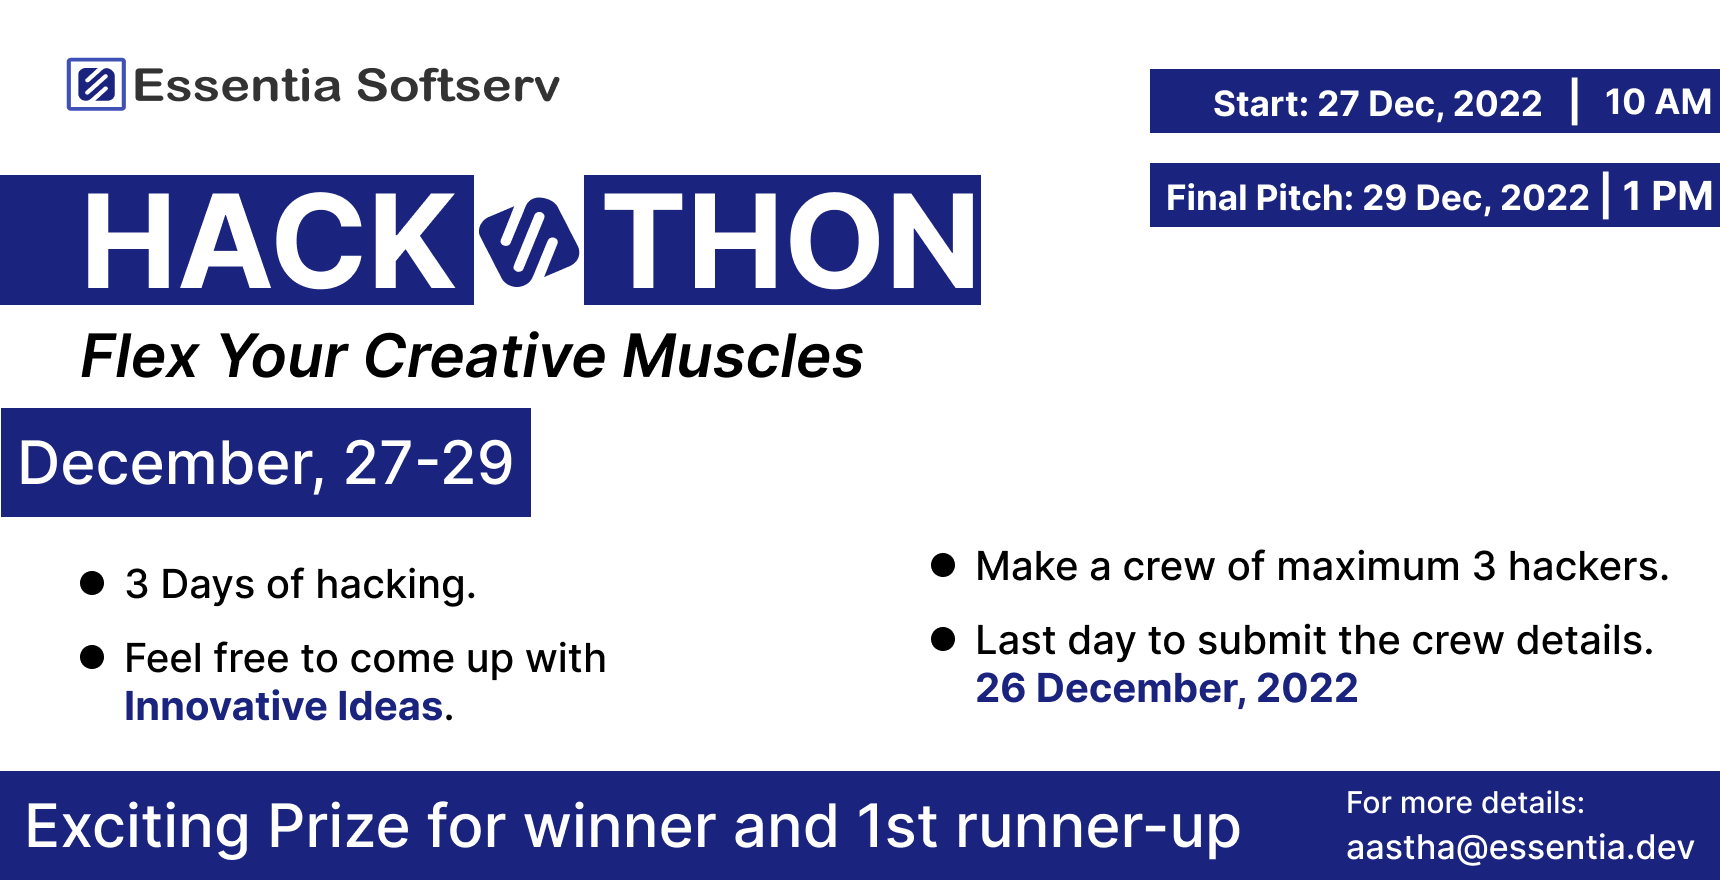 Essentia Softserv
Start: 27 Dec, 2022 | 10 AM
Final Pitch: 29 Dec, 2022 | 1 PM
HACK THON
Flex Your Creative Muscles
December, 27-29
3 Days of hacking.
Feel free to come up with
Innovative Ideas.
Make a crew of maximum 3 hackers.
Last day to submit the crew details.
26 December, 2022
Exciting Prize for winner and 1st runner-up
For more details:
aastha@essentia.dev